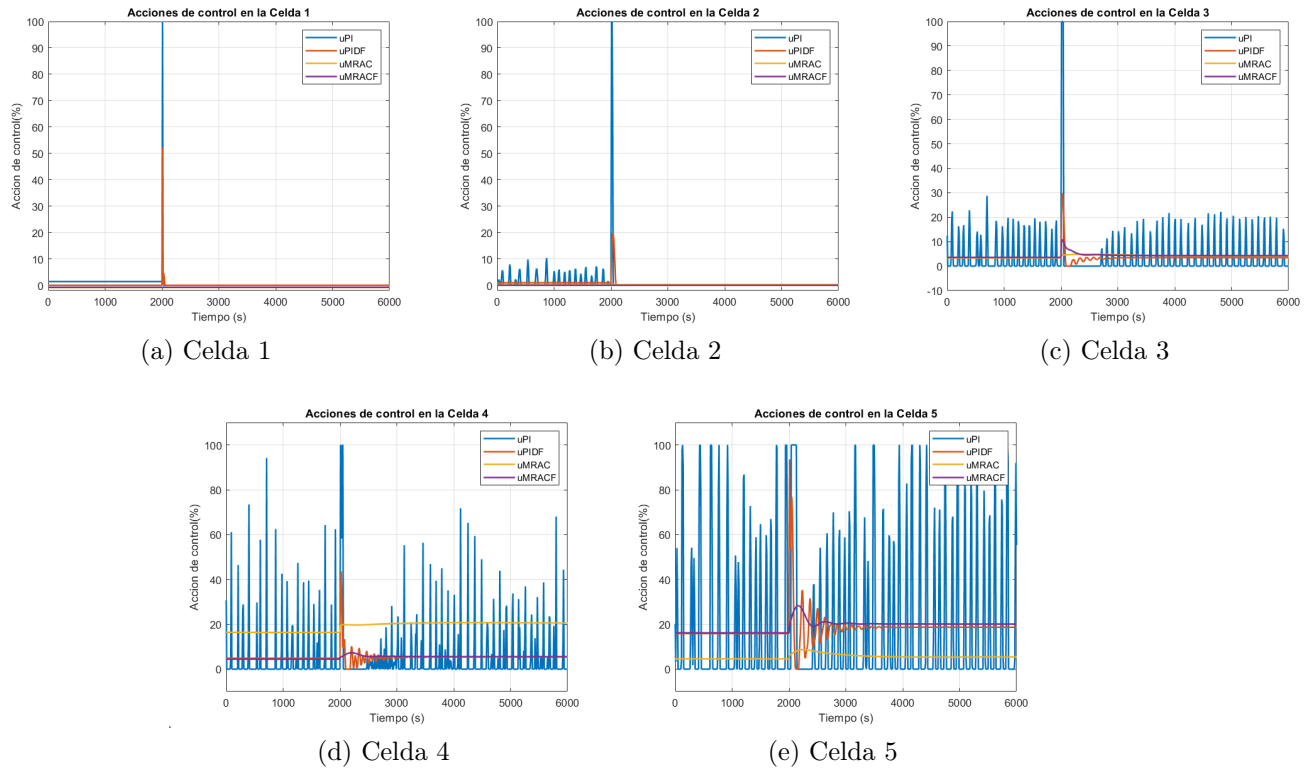 Acciones de control en la Celda 1
Accion de control(%)
100
90
80
70
60
50
40
30
20
10
0
0 1000 2000 3000 4000 5000 6000
Tiempo (s)
uPI
uPIDF
uMRAC
uMRACF
(a) Celda 1
Acciones de control en la Celda 2
Accion de control(%)
100
90
80
70
60
50
40
30
20
10
0
0 1000 2000 3000 4000 5000 6000
Tiempo (s)
uPI
uPIDF
uMRAC
uMRACF
(b) Celda 2
Acciones de control en la Celda 3
Accion de control(%)
100
90
80
70
60
50
40
30
20
10
0
-10
0 1000 2000 3000 4000 5000 6000
Tiempo (s)
uPI
uPIDF
uMRAC
uMRACF
(c) Celda 3
Acciones de control en la Celda 4
Accion de control(%)
100
80
60
40
20
0
0 1000 2000 3000 4000 5000 6000
Tiempo (s)
uPI
uPIDF
uMRAC
uMRACF
(d) Celda 4
Acciones de control en la Celda 5
Accion de control(%)
100
80
60
40
20
0
0 1000 2000 3000 4000 5000 6000
Tiempo (s)
uPI
uPIDF
uMRAC
uMRACF
(e) Celda 5